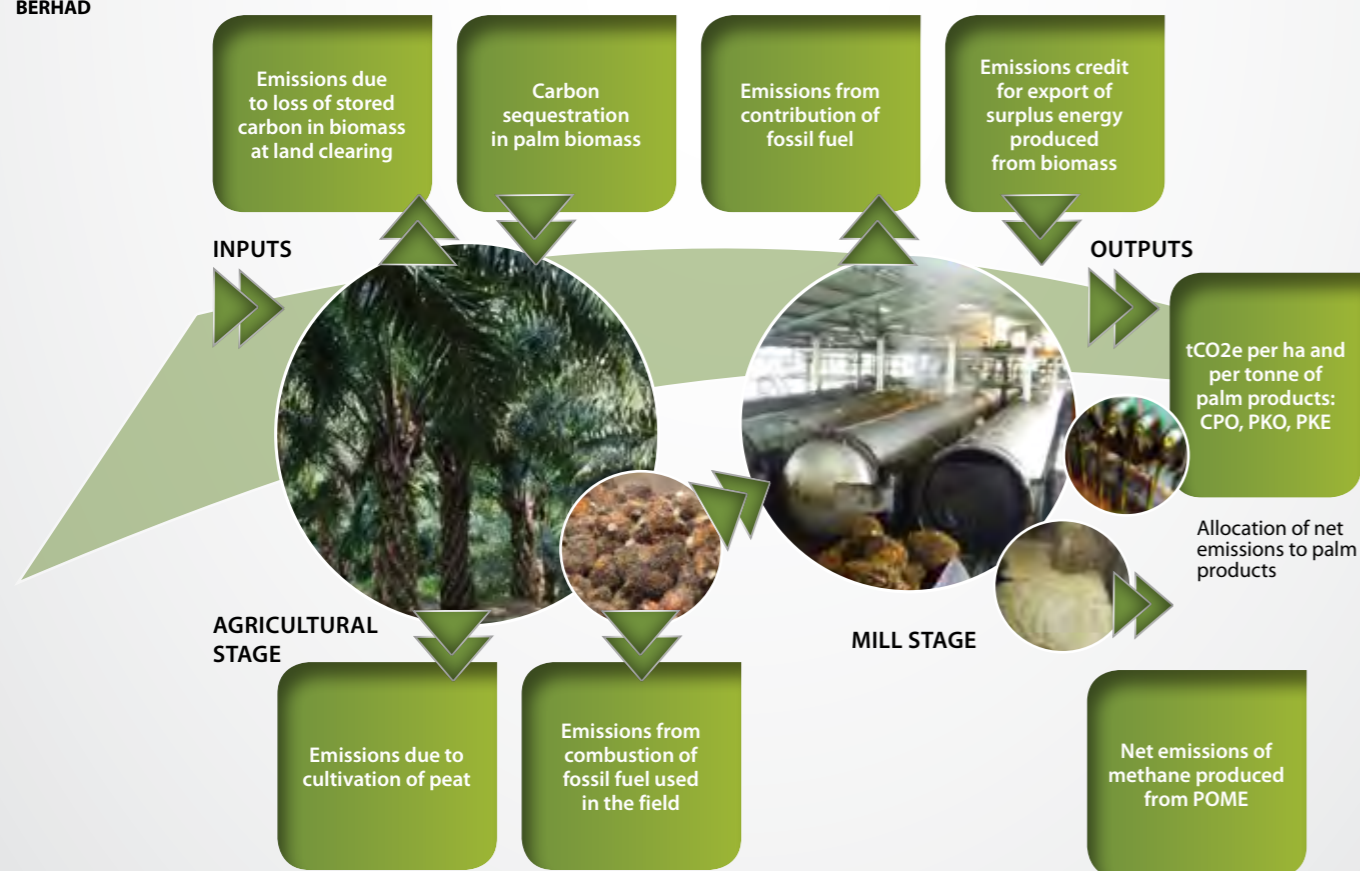 BERHAD
Emissions due
to loss of stored
carbon in biomass
at land clearing
Carbon
sequestration
in palm biomass
Emissions from
contribution of
fossil fuel
Emissions credit
for export of
surplus energy
produced
from biomass
INPUTS
OUTPUTS
tCO2e per ha and
per tonne of
palm products:
CPO, PKO, PKE
Allocation of net
emissions to palm
products
AGRICULTURAL
STAGE
MILL STAGE
Emissions due to
cultivation of peat
Emissions from
combustion of
fossil fuel used
in the field
Net emissions of
methane produced
from POME